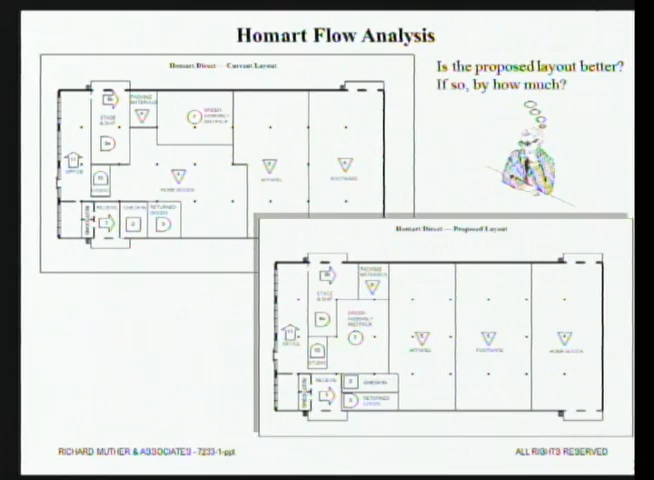 Homart Flow Analysis
Is the proposed layout better?
If so, by how much?
Homart Direct — Current Layout
PACKING
MATERIALS
ORDER
ASSEMBLY
STAGE
& SHIP
OFFICE
HOME GOODS
APPAREL
FOOTWARE
RECEIVE
CHECK-IN
RETURNED
GOODS
Homart Direct — Proposed Layout
PACKING
MATERIALS
STAGE
& SHIP
ORDER
ASSEMBLY
OFFICE
APPAREL
FOOTWARE
HOME GOODS
RECEIVE
CHECK-IN
RETURNED
GOODS
RICHARD MUTHER & ASSOCIATES - 7233-1-ppt
ALL RIGHTS RESERVED